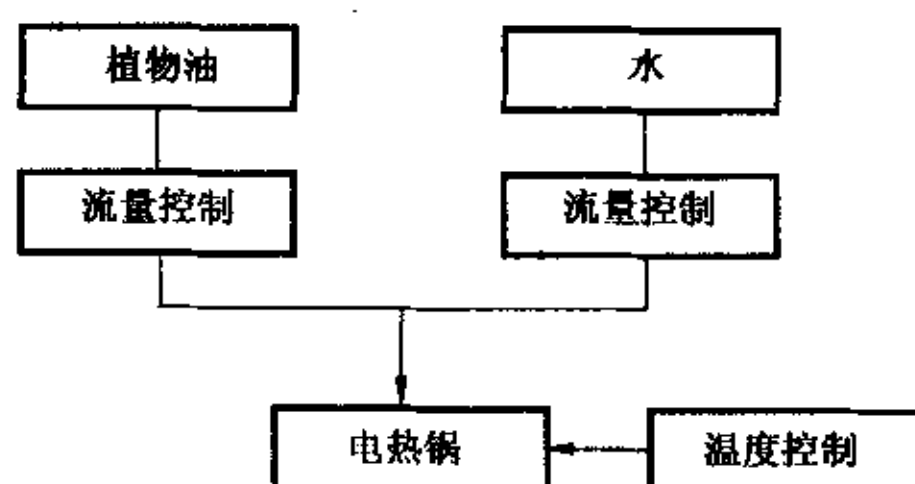 植物油
水
流量控制
流量控制
电热锅
温度控制